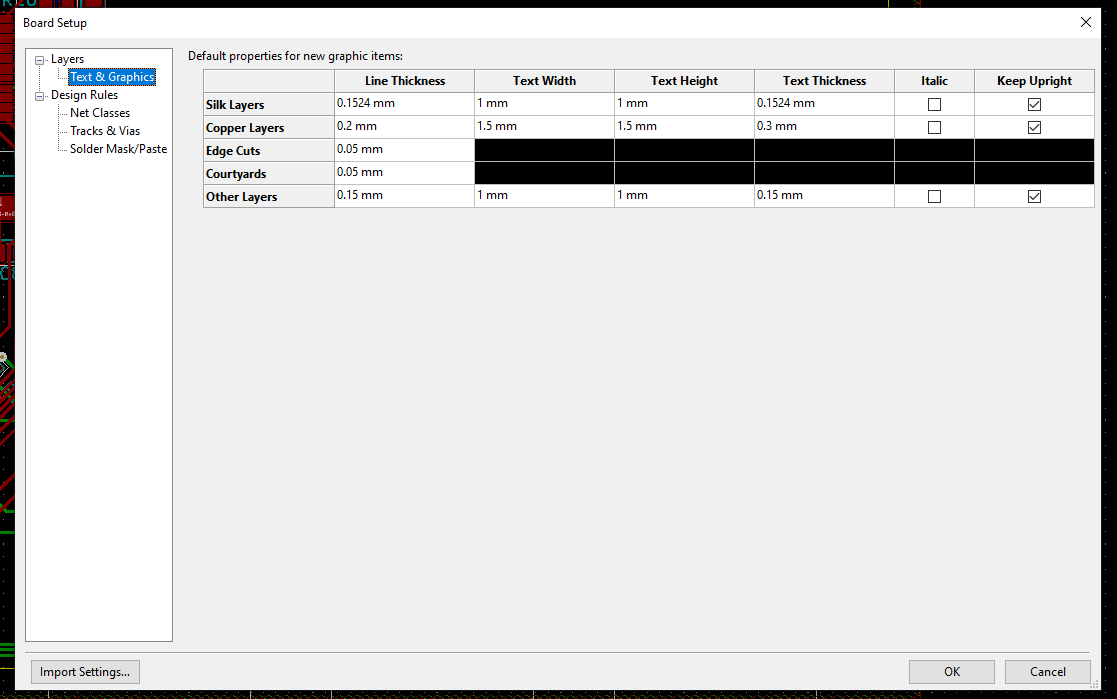 Board Setup
Layers
Text & Graphics
Design Rules
Net Classes
Tracks & Vias
Solder Mask/Paste
Default properties for new graphic items:
Line Thickness Text Width Text Height Text Thickness Italic Keep Upright
Silk Layers 0.1524 mm 1 mm 1 mm 0.1524 mm
Copper Layers 0.2 mm 1.5 mm 1.5 mm 0.3 mm
Edge Cuts 0.05 mm
Courtyards 0.05 mm
Other Layers 0.15 mm 1 mm 1 mm 0.15 mm
Import Settings...
OK
Cancel